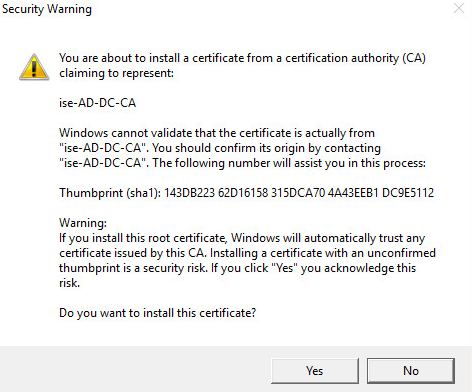 Security Warning
You are about to install a certificate from a certification authority (CA)
claiming to represent:
ise-AD-DC-CA
Windows cannot validate that the certificate is actually from
"ise-AD-DC-CA". You should confirm its origin by contacting
"ise-AD-DC-CA". The following number will assist you in this process:
Thumbprint (sha1): 143DB223 62D16158 315DCA70 4A43EEB1 DC9E5112
Warning:
If you install this root certificate, Windows will automatically trust any
certificate issued by this CA. Installing a certificate with an unconfirmed
thumbprint is a security risk. If you click "Yes" you acknowledge this
risk.
Do you want to install this certificate?
Yes No